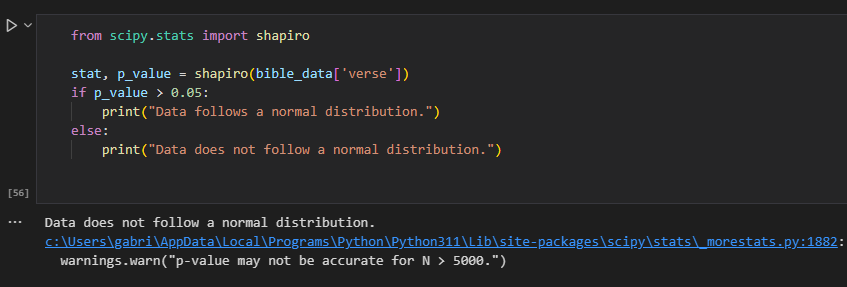 from scipy.stats import shapiro
stat, p_value = shapiro(bible_data['verse'])
if p_value > 0.05:
print("Data follows a normal distribution.")
else:
print("Data does not follow a normal distribution.")
[56]
... Data does not follow a normal distribution.
c:\Users\gabri\AppData\Local\Programs\Python\Python311\Lib\site-packages\scipy\stats\_morestats.py:1882:
warnings.warn("p-value may not be accurate for N > 5000.")